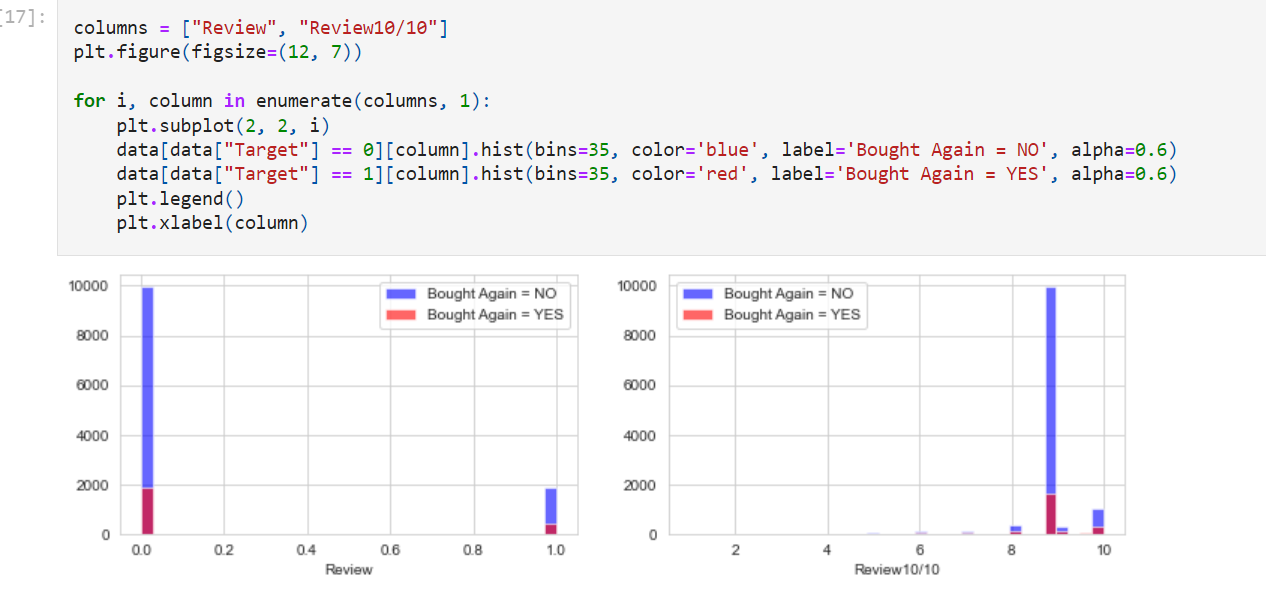 [17]:
columns = ["Review", "Review10/10"]
plt.figure(figsize=(12, 7))
for i, column in enumerate(columns, 1):
    plt.subplot(2, 2, i)
    data[data["Target"] == 0][column].hist(bins=35, color='blue', label='Bought Again = NO', alpha=0.6)
    data[data["Target"] == 1][column].hist(bins=35, color='red', label='Bought Again = YES', alpha=0.6)
    plt.legend()
    plt.xlabel(column)
10000
8000
6000
4000
2000
0
Bought Again = NO
Bought Again = YES
0.0 0.2 0.4 0.6 0.8 1.0
Review
10000
8000
6000
4000
2000
0
Bought Again = NO
Bought Again = YES
2 4 6 8 10
Review10/10